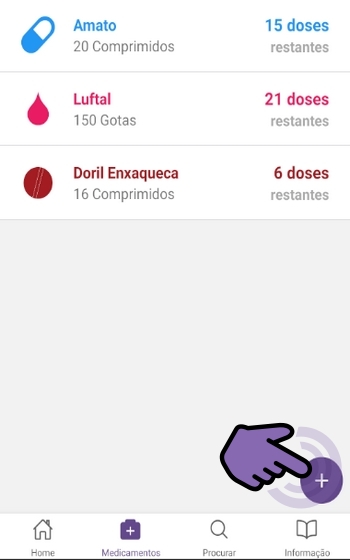 Amato
15 doses
20 Comprimidos
restantes
Luftal
21 doses
150 Gotas
restantes
Doril Enxaqueca
6 doses
16 Comprimidos
restantes
+
Home
Medicamentos
Procurar
Informação